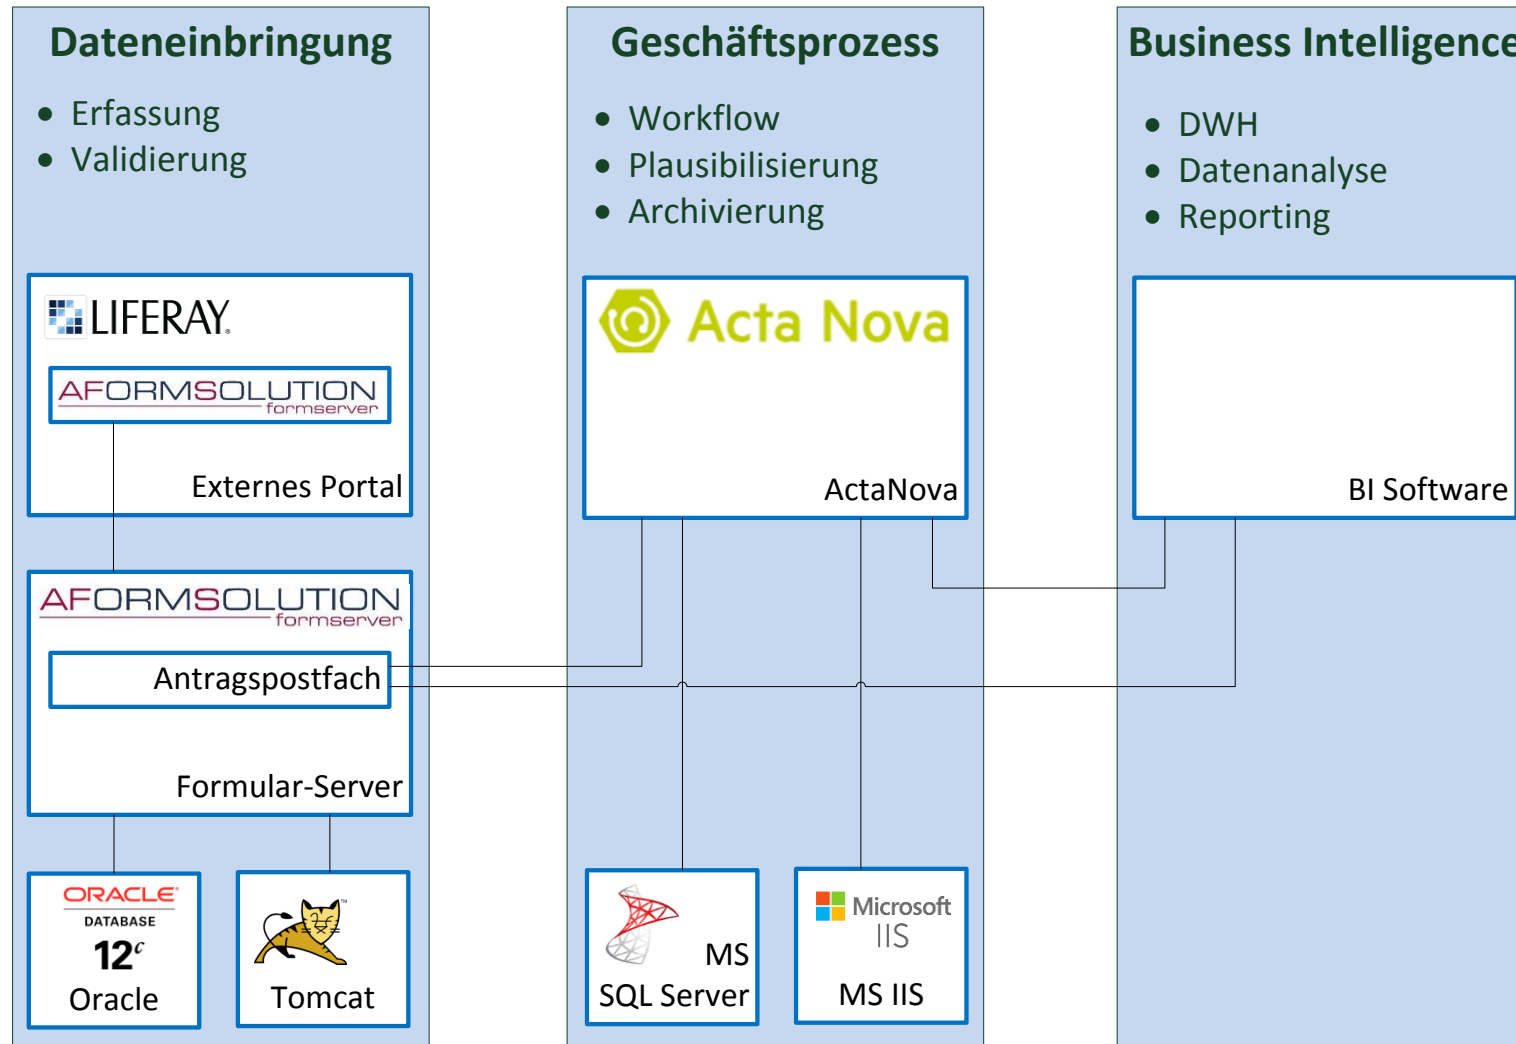 Dateneinbringung
• Erfassung
• Validierung
LIFERAY.
AFORMSOLUTION
formserver
Externes Portal
AFORMSOLUTION
formserver
Antragspostfach
Formular-Server
ORACLE
DATABASE
12c
Oracle
Tomcat
Geschäftsprozess
• Workflow
• Plausibilisierung
• Archivierung
Acta Nova
ActaNova
MS
SQL Server
Microsoft
IIS
MS IIS
Business Intelligence
• DWH
• Datenanalyse
• Reporting
BI Software